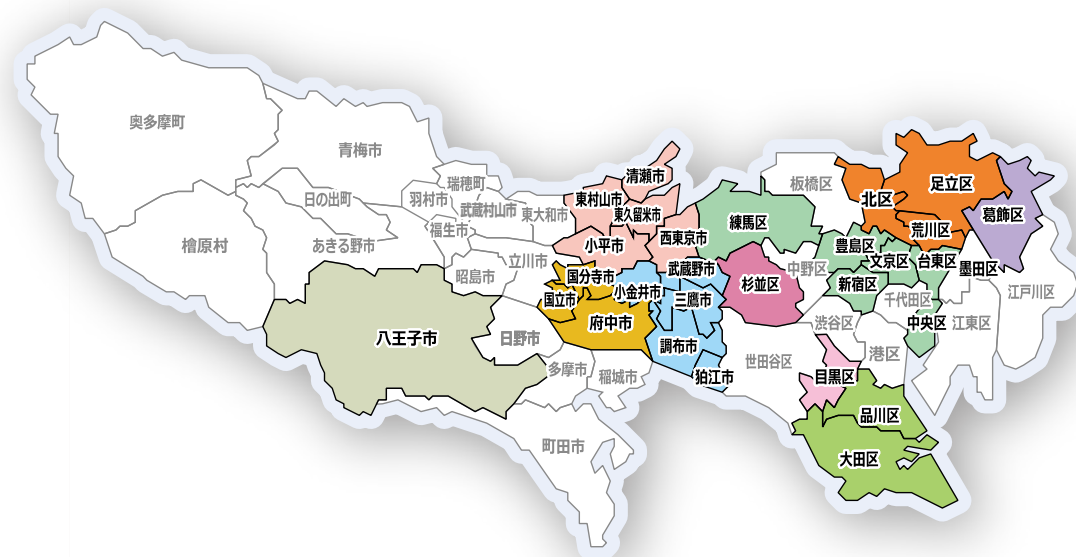 奥多摩町
青梅市
檜原村
日の出町
あきる野市
羽村市
瑞穂町
福生市
武蔵村山市
東大和市
昭島市
立川市
八王子市
日野市
多摩市
稲城市
町田市
清瀬市
東村山市
東久留米市
小平市
西東京市
国分寺市
国立市
府中市
小金井市
武蔵野市
三鷹市
調布市
狛江市
練馬区
板橋区
杉並区
中野区
豊島区
新宿区
文京区
台東区
北区
足立区
荒川区
葛飾区
墨田区
江戸川区
千代田区
中央区
江東区
渋谷区
港区
世田谷区
目黒区
品川区
大田区